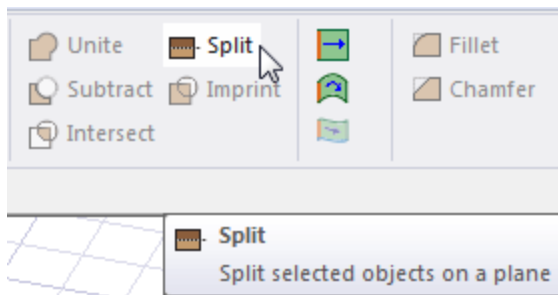 Unite Split Fillet
Subtract Imprint Chamfer
Intersect
Split
Split selected objects on a plane